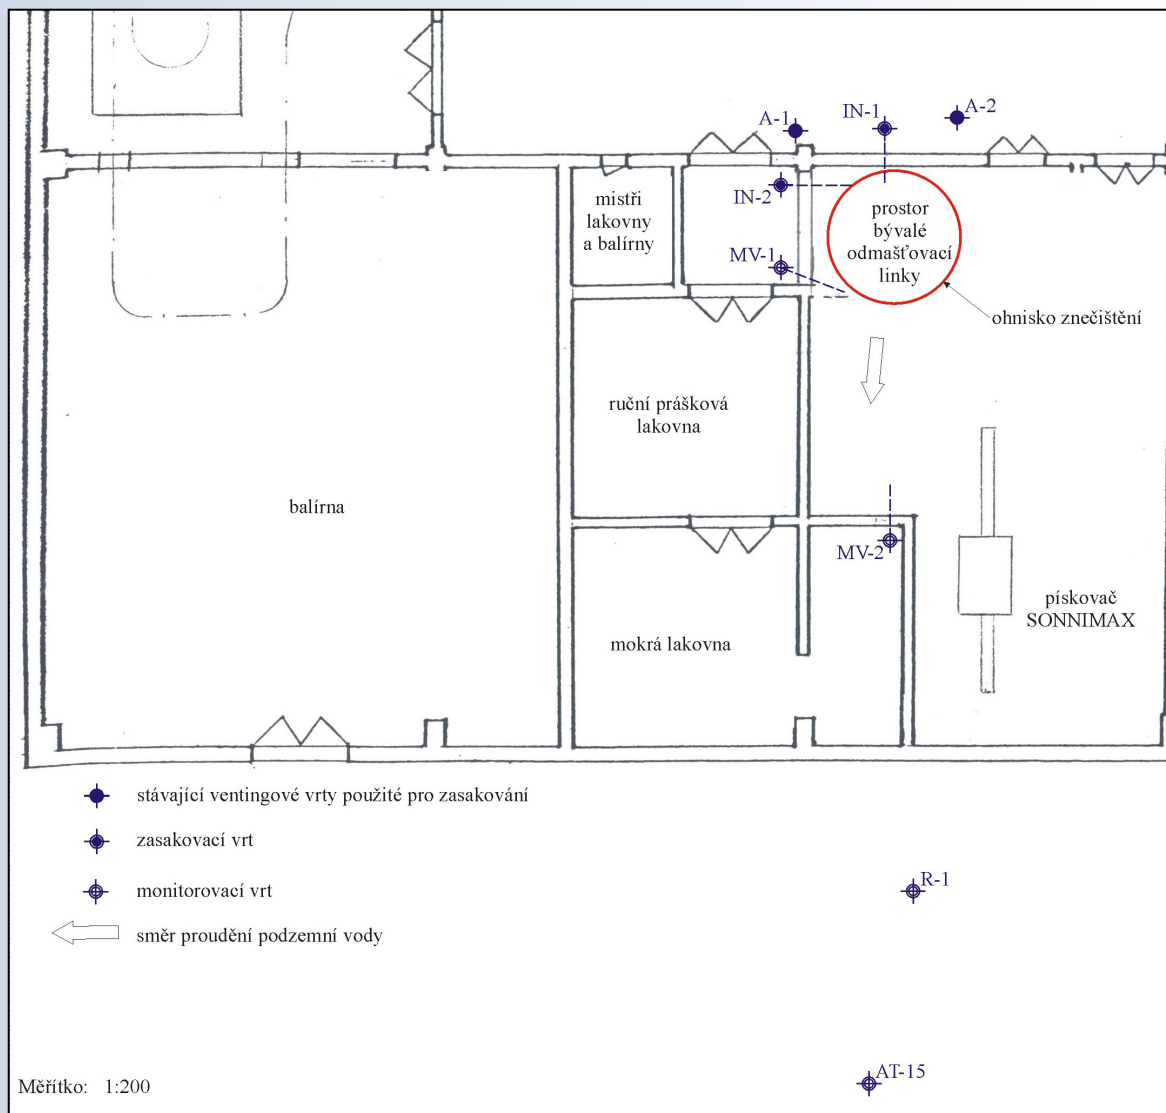 A-1
IN-1
A-2
IN-2
MV-1
mistři
lakovny
a balírny
prostor
bývalé
odmašťovací
linky
ohnisko znečištění
ruční prášková
lakovna
balírna
MV-2
mokrá lakovna
pískovač
SONNIMAX
stávající ventingové vrty použité pro zasakování
zasakovací vrt
monitorovací vrt
směr proudění podzemní vody
R-1
AT-15
Měřítko: 1:200